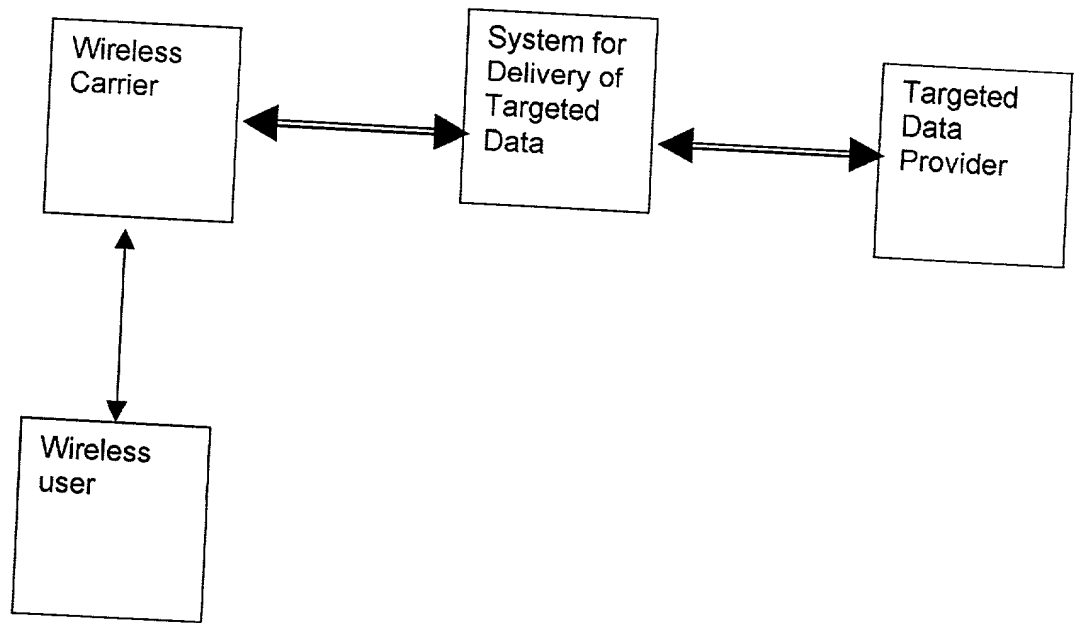 Wireless
Carrier
System for
Delivery of
Targeted
Data
Targeted
Data
Provider
Wireless
user